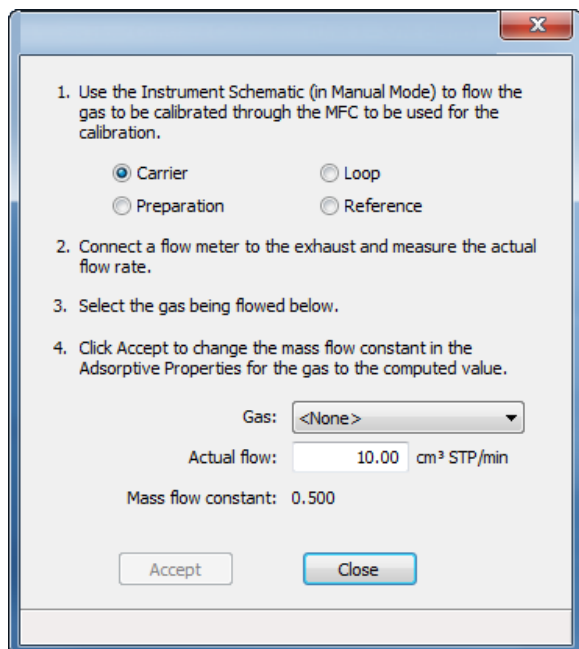 1. Use the Instrument Schematic (in Manual Mode) to flow the
gas to be calibrated through the MFC to be used for the
calibration.
Carrier Loop
Preparation Reference
2. Connect a flow meter to the exhaust and measure the actual
flow rate.
3. Select the gas being flowed below.
4. Click Accept to change the mass flow constant in the
Adsorptive Properties for the gas to the computed value.
Gas: <None>
Actual flow: 10.00 cm³ STP/min
Mass flow constant: 0.500
Accept Close